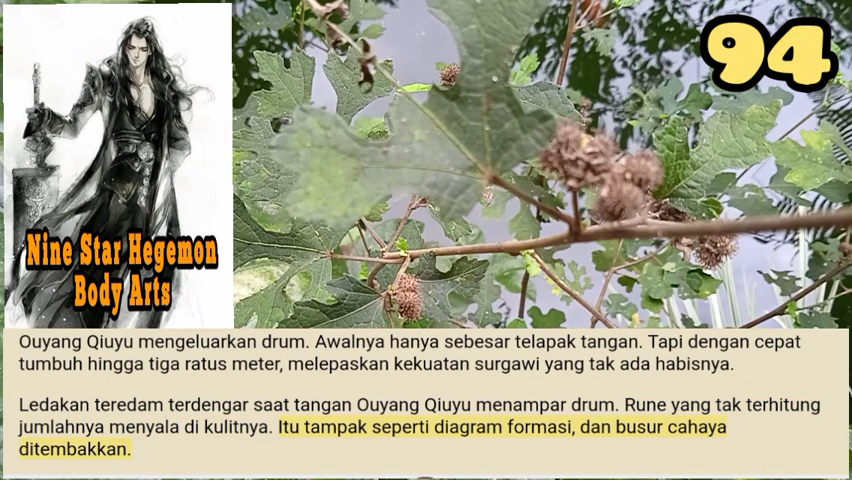 94
Nine Star Hegemon
Body Arts
Ouyang Qiuyu mengeluarkan drum. Awalnya hanya sebesar telapak tangan. Tapi dengan cepat
tumbuh hingga tiga ratus meter, melepaskan kekuatan surgawi yang tak ada habisnya.
Ledakan teredam terdengar saat tangan Ouyang Qiuyu menampar drum. Rune yang tak terhitung
jumlahnya menyala di kulitnya. Itu tampak seperti diagram formasi, dan busur cahaya
ditembakkan.